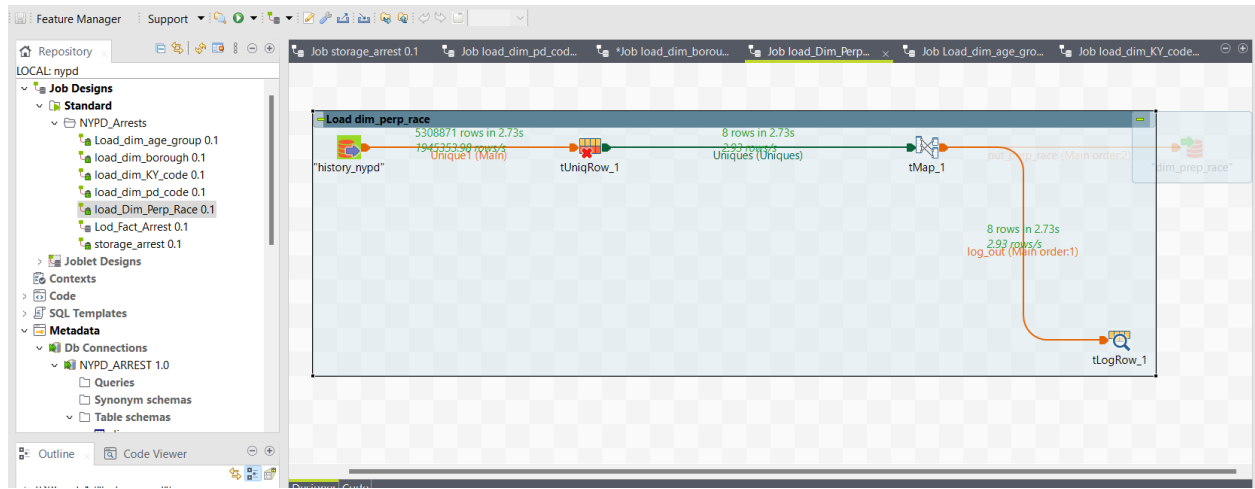 Feature Manager Support
Repository
Job storage_arrest 0.1
Job load_dim_pd_cod...
*Job load_dim_borou...
Job load_Dim_Perp...
Job Load_dim_age_gro...
Job load_dim_KY_code...
LOCAL: nypd
Job Designs
Standard
NYPD_Arrests
Load_dim_age_group 0.1
load_dim_borough 0.1
load_dim_KY_code 0.1
load_dim_pd_code 0.1
load_Dim_Perp_Race 0.1
Lod_Fact_Arrest 0.1
storage_arrest 0.1
Joblet Designs
Contexts
Code
SQL Templates
Metadata
Db Connections
NYPD_ARREST 1.0
Queries
Synonym schemas
Table schemas
Outline
Code Viewer
Load dim_perp_race
5308871 rows in 2.73s
1945353.98 rows/s
Unique1 (Main)
"history_nypd"
tUniqRow_1
8 rows in 2.73s
2.93 rows/s
Uniques (Uniques)
tMap_1
put_perp_race (Main order:2)
"dim_prep_race"
8 rows in 2.73s
2.93 rows/s
log_out (Main order:1)
tLogRow_1
Designer Code